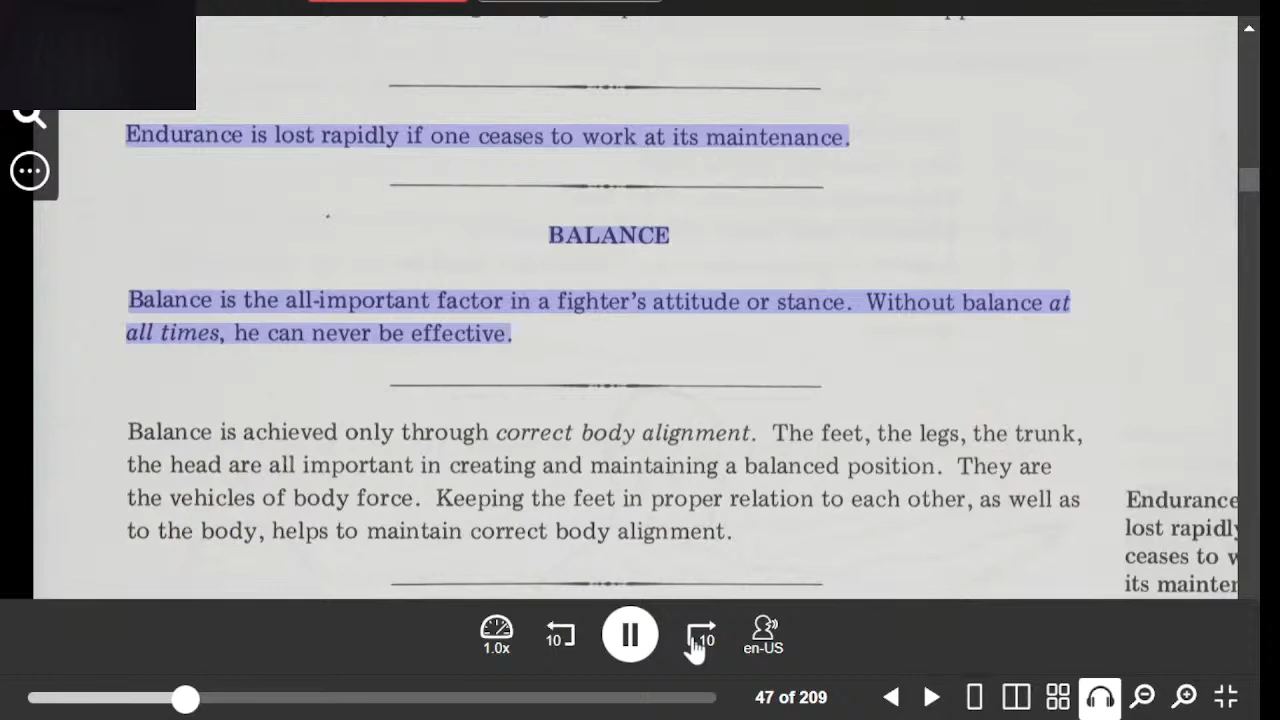 Endurance is lost rapidly if one ceases to work at its maintenance.
BALANCE
Balance is the all-important factor in a fighter's attitude or stance. Without balance at
all times, he can never be effective.
Balance is achieved only through correct body alignment. The feet, the legs, the trunk,
the head are all important in creating and maintaining a balanced position. They are
the vehicles of body force. Keeping the feet in proper relation to each other, as well as
to the body, helps to maintain correct body alignment.
Endurance
lost rapidly
ceases to w
its mainten
1.0x
10
10
en-US
47 of 209